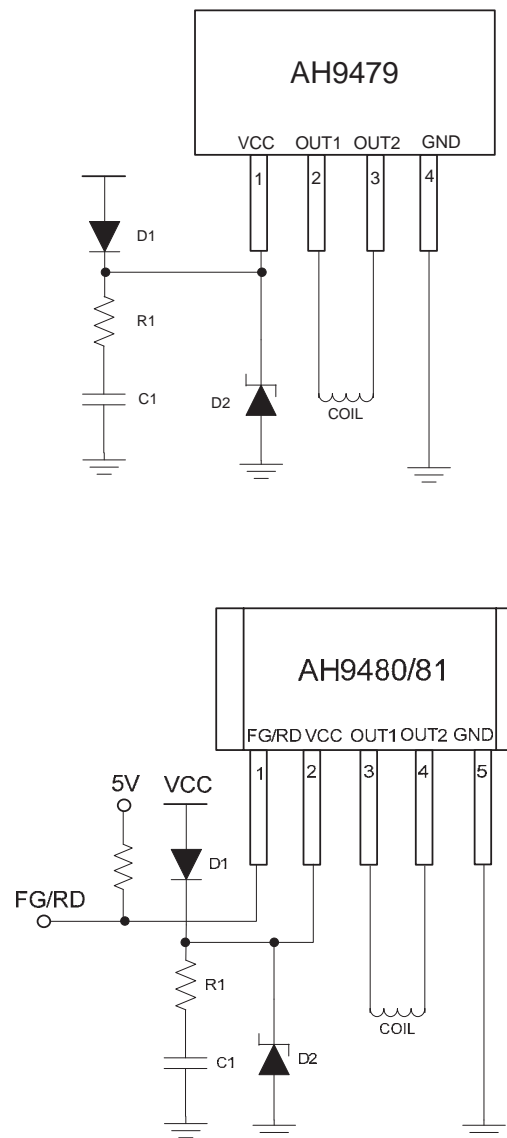 AH9479
VCC OUT1 OUT2 GND
1 2 3 4
D1
R1
C1
D2
COIL
AH9480/81
FG/RD VCC OUT1 OUT2 GND
1 2 3 4 5
5V VCC
D1
FG/RD
R1
C1
D2
COIL